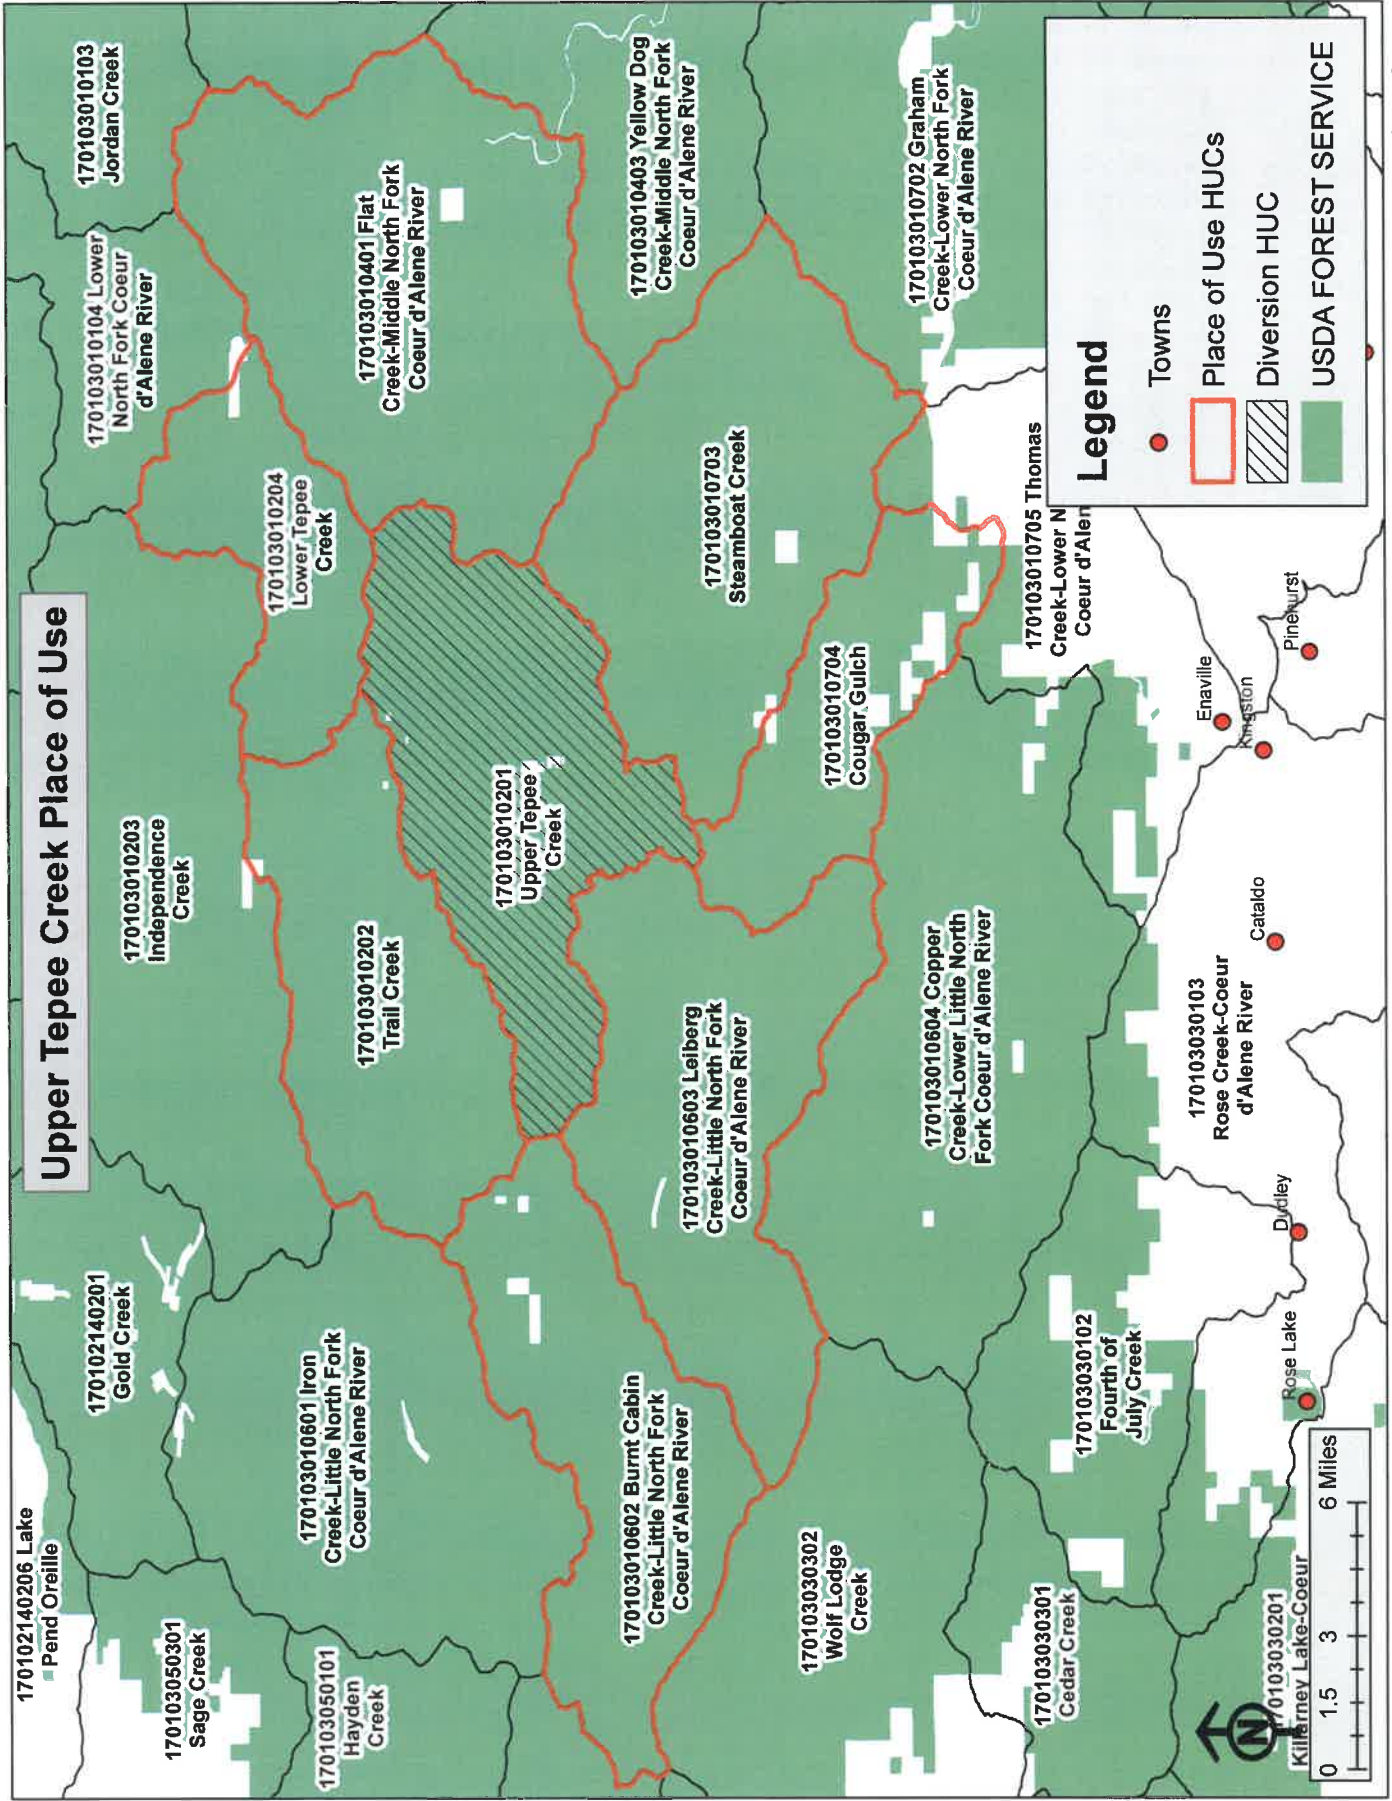 Upper Tepee Creek Place of Use
170102140206 Lake
Pend Oreille
170103050301
Sage Creek
170103050101
Hayden
Creek
170102140201
Gold Creek
170103010601 Iron
Creek-Little North Fork
Coeur d'Alene River
170103010203
Independence
Creek
170103010202
Trail Creek
170103010104 Lower
North Fork Coeur
d'Alene River
170103010103
Jordan Creek
170103010204
Lower Tepee
Creek
170103010401 Flat
Creek-Middle North Fork
Coeur d'Alene River
170103010201
Upper Tepee
Creek
170103010602 Burnt Cabin
Creek-Little North Fork
Coeur d'Alene River
170103010603 Leiberg
Creek-Little North Fork
Coeur d'Alene River
170103010703
Steamboat Creek
170103010403 Yellow Dog
Creek-Middle North Fork
Coeur d'Alene River
170103030302
Wolf Lodge
Creek
170103010604 Copper
Creek-Lower Little North
Fork Coeur d'Alene River
170103010704
Cougar Gulch
170103010702 Graham
Creek-Lower North Fork
Coeur d'Alene River
170103030301
Cedar Creek
170103030102
Fourth of
July Creek
170103010705 Thomas
Creek-Lower N
Coeur d'Alen
170103030103
Rose Creek-Coeur
d'Alene River
170103030201
Killarney Lake-Coeur
Rose Lake
Dudley
Cataldo
Enaville
Kingston
Pinehurst
N
0 1.5 3 6 Miles
Legend
Towns
Place of Use HUCs
Diversion HUC
USDA FOREST SERVICE